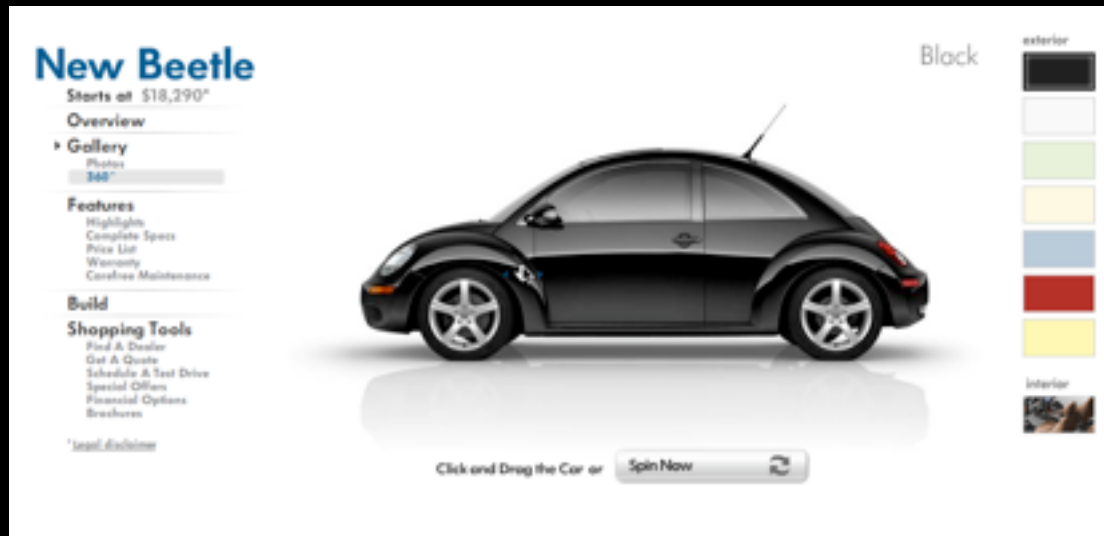 New Beetle
Starts at $18,290*
Overview
Gallery
Photos
360°
Features
Highlights
Complete Specs
Price List
Warranty
Carefree Maintenance
Build
Shopping Tools
Find A Dealer
Get A Quote
Schedule A Test Drive
Special Offers
Financial Options
Brochures
* Legal disclaimer
Black
exterior
interior
Click and Drag the Car or Spin Now